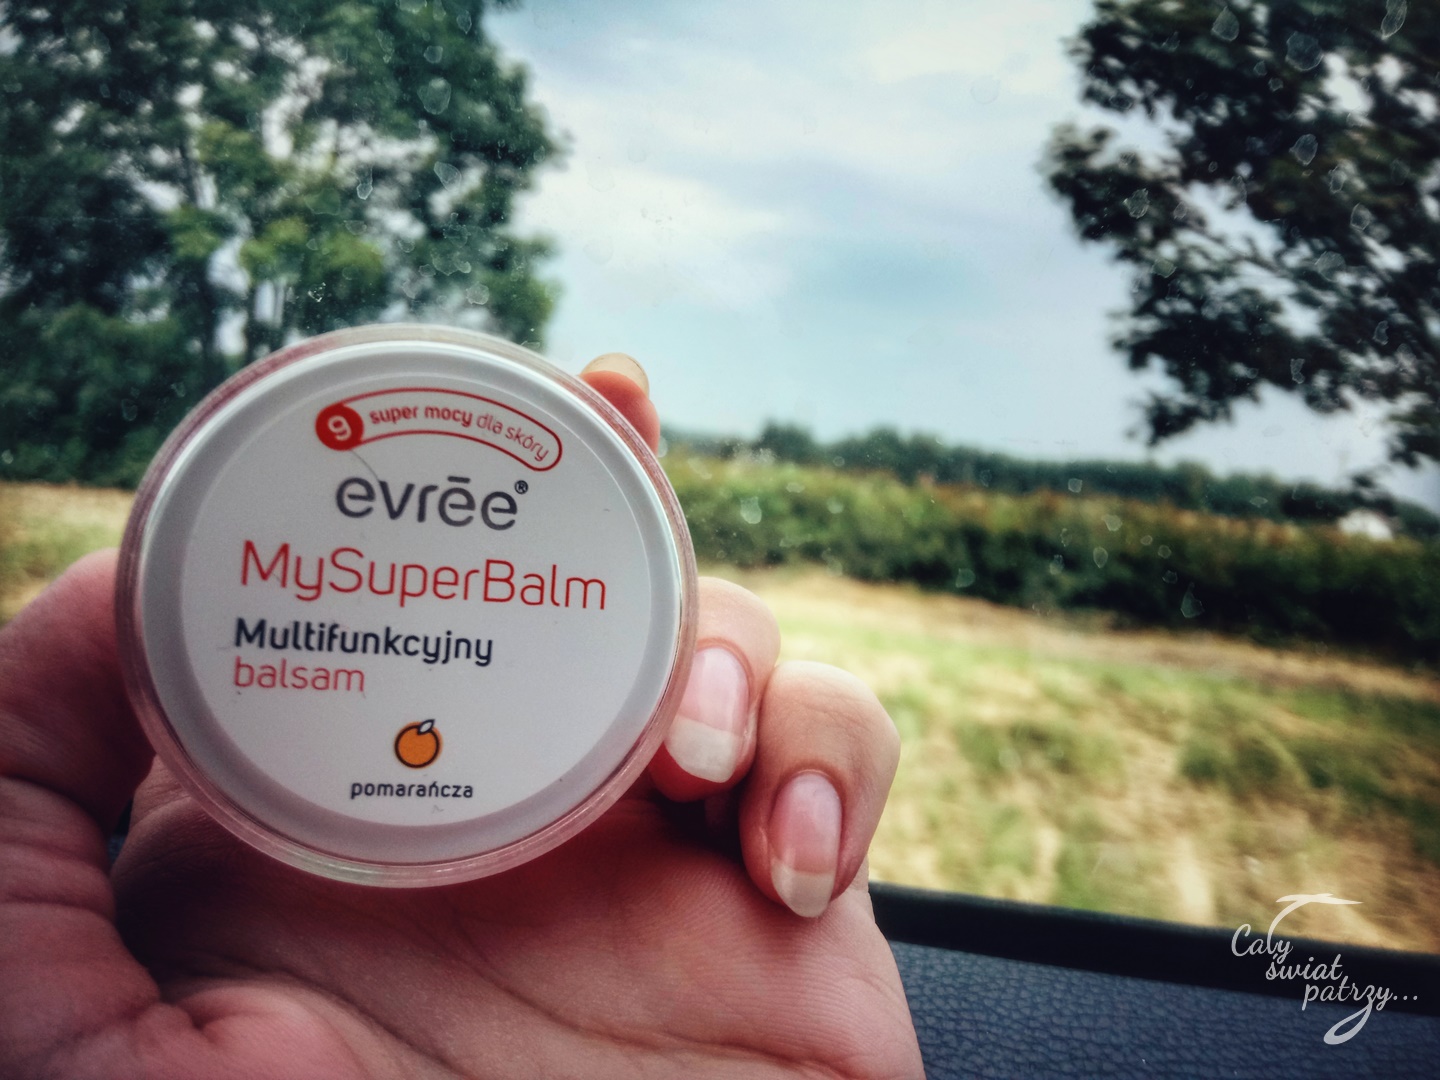 9 super mocy dla skóry
evrēe®
MySuperBalm
Multifunkcyjny
balsam
pomarańcza
Cały
świat
patrzy...